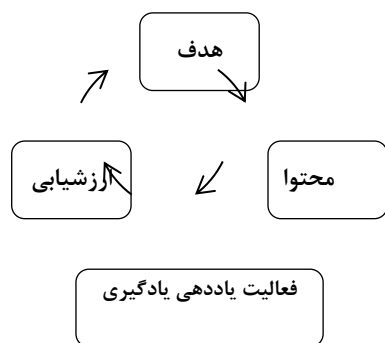 هدف
محتوا
ارزشیابی
فعالیت یاددهی یادگیری